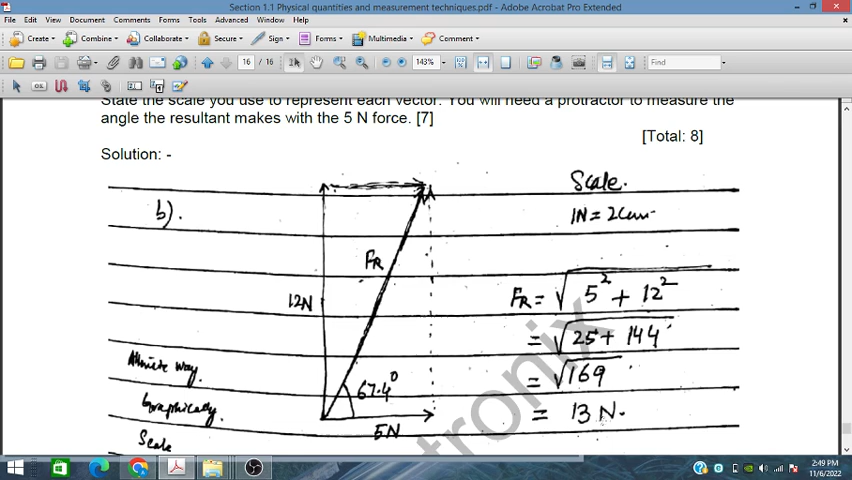 Section 1.1 Physical quantities and measurement techniques.pdf - Adobe Acrobat Pro Extended
File Edit View Document Comments Forms Tools Advanced Window Help
Create Combine Collaborate Secure Sign Forms Multimedia Comment
16 / 16 143% Find
State the scale you use to represent each vector. You will need a protractor to measure the
angle the resultant makes with the 5 N force. [7]
[Total: 8]
Solution: -
Scale.
b).
1N = 2cm
FR
12N
FR = √5² + 12²
= √25 + 144
= √169
67.4°
= 13 N.
5N
way.
Graphically.
Scale
tronix
2:49 PM
11/6/2022